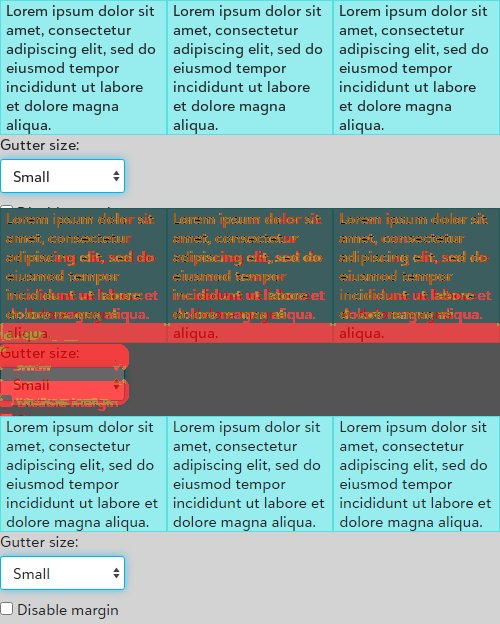 Lorem ipsum dolor sit Lorem ipsum dolor sit Lorem ipsum dolor sit
amet, consectetur amet, consectetur amet, consectetur
adipiscing elit, sed do adipiscing elit, sed do adipiscing elit, sed do
eiusmod tempor eiusmod tempor eiusmod tempor
incididunt ut labore incididunt ut labore incididunt ut labore
et dolore magna et dolore magna et dolore magna
aliqua. aliqua. aliqua.
Gutter size:
Small
Lorem ipsum dolor sit Lorem ipsum dolor sit Lorem ipsum dolor sit
amet, consectetur amet, consectetur amet, consectetur
adipiscing elit, sed do adipiscing elit, sed do adipiscing elit, sed do
eiusmod tempor eiusmod tempor eiusmod tempor
incididunt ut labore et incididunt ut labore et incididunt ut labore et
dolore magna dolore magna dolore magna
aliqua aliqua. aliqua.
Gutter size:
Small
Small
Lorem ipsum dolor sit Lorem ipsum dolor sit Lorem ipsum dolor sit
amet, consectetur amet, consectetur amet, consectetur
adipiscing elit, sed do adipiscing elit, sed do adipiscing elit, sed do
eiusmod tempor eiusmod tempor eiusmod tempor
incididunt ut labore et incididunt ut labore et incididunt ut labore et
dolore magna aliqua. dolore magna aliqua. dolore magna aliqua.
Gutter size:
Small
Disable margin